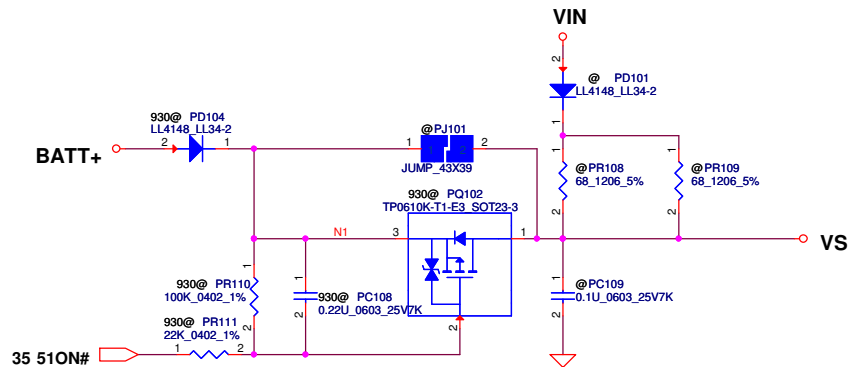 VIN
2
@ PD101
LL4148_LL34-2
1
930@ PD104
LL4148_LL34-2
BATT+
2
1
@PJ101
1
2
JUMP_43X39
1
@PR108
68_1206_5%
2
1
@PR109
68_1206_5%
2
930@ PQ102
TP0610K-T1-E3_SOT23-3
N1
3
1
2
VS
1
930@ PR110
100K_0402_1%
2
1
930@ PC108
0.22U_0603_25V7K
2
1
@PC109
0.1U_0603_25V7K
2
930@ PR111
22K_0402_1%
35 51ON#
1
2